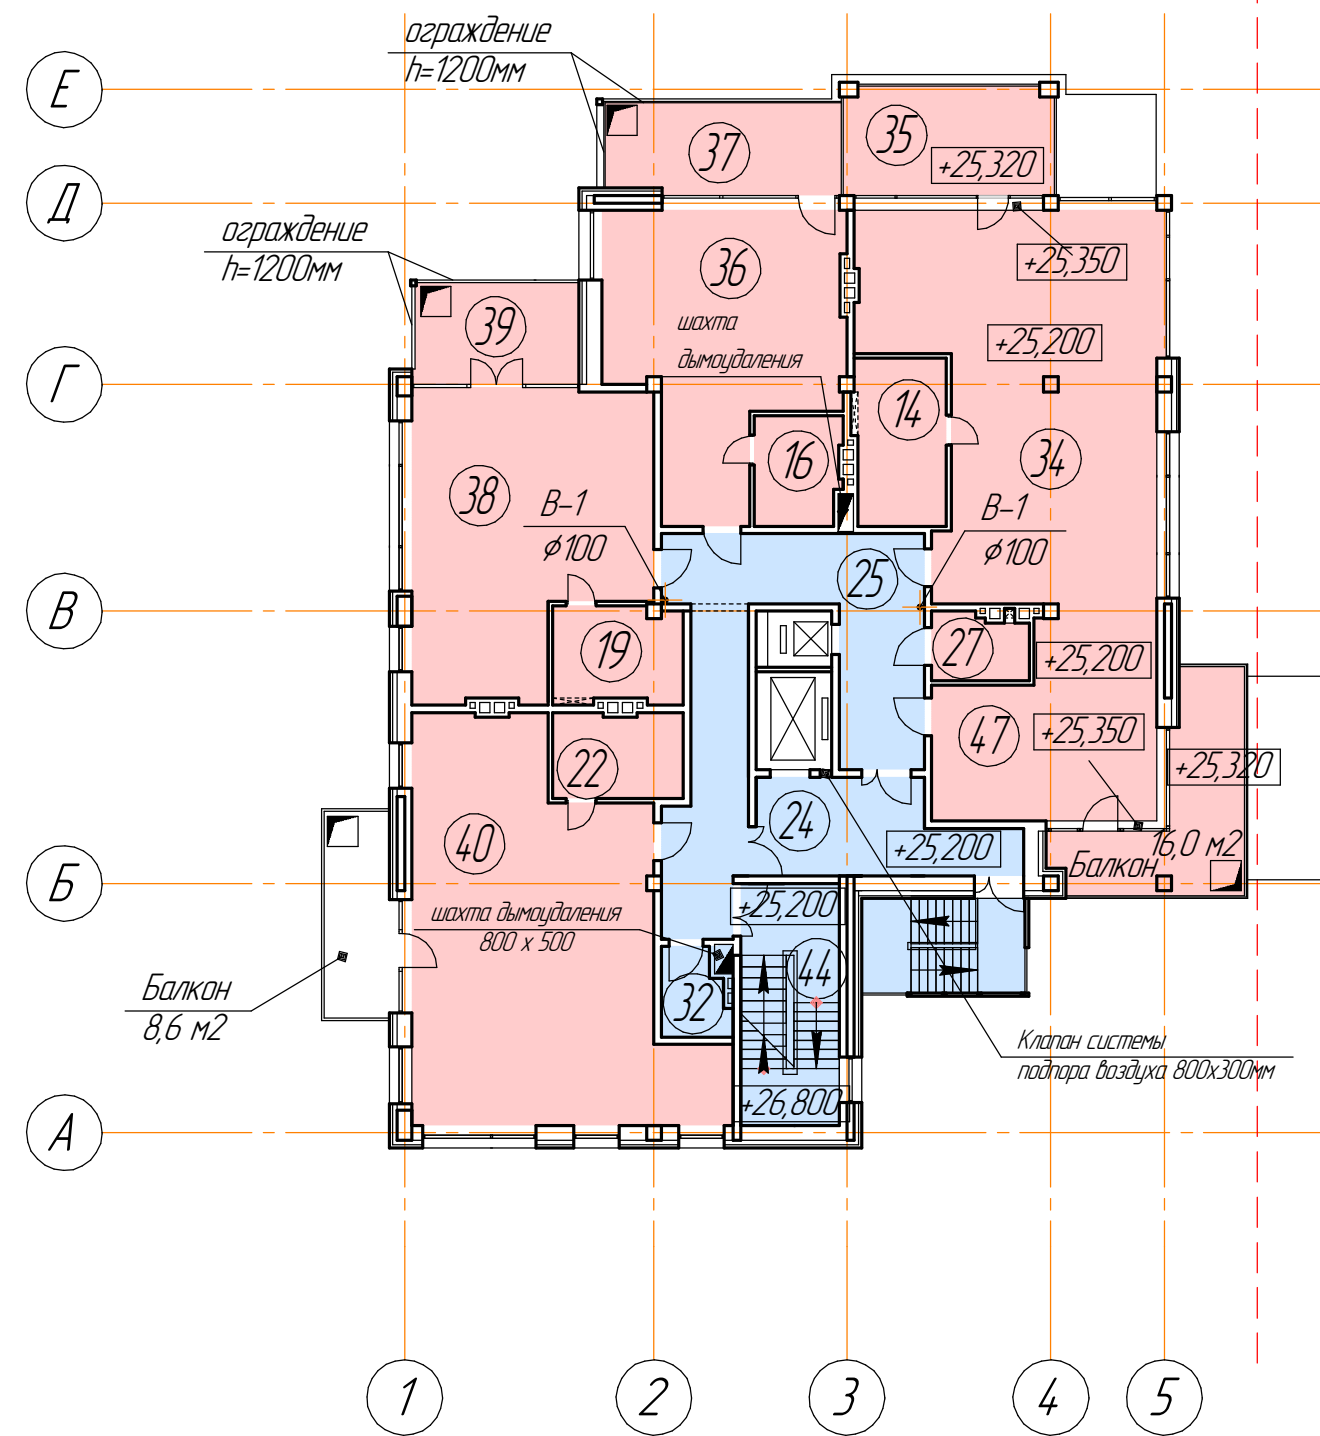 ограждение
h=1200мм
Е
37
35
+25,320
Д
ограждение
h=1200мм
36
+25,350
39
шахта
дымоудаления
+25,200
Г
14
16
34
38
В-1
ϕ100
В-1
ϕ100
25
В
19
27
+25,200
47
+25,350
+25,320
22
24
40
+25,200
16,0 м2
Балкон
Б
шахта дымоудаления
800 х 500
+25,200
44
32
Балкон
8,6 м2
Клапан системы
подпора воздуха 800х300мм
+26,800
А
1
2
3
4
5